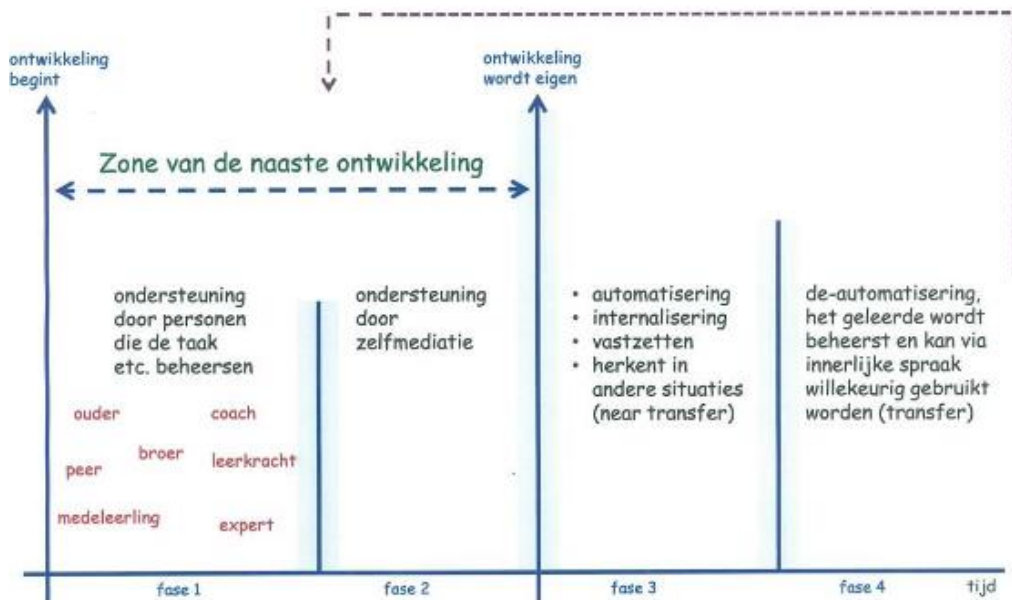 ontwikkeling
begint
ontwikkeling
wordt eigen
Zone van de naaste ontwikkeling
ondersteuning
door personen
die de taak
etc. beheersen
ouder
coach
broer
peer
leerkracht
medeleerling
expert
ondersteuning
door
zelfmediatie
• automatisering
• internalisering
• vastzetten
• herkent in
andere situaties
(near transfer)
de-automatisering,
het geleerde wordt
beheerst en kan via
innerlijke spraak
willekeurig gebruikt
worden (transfer)
fase 1
fase 2
fase 3
fase 4
tijd